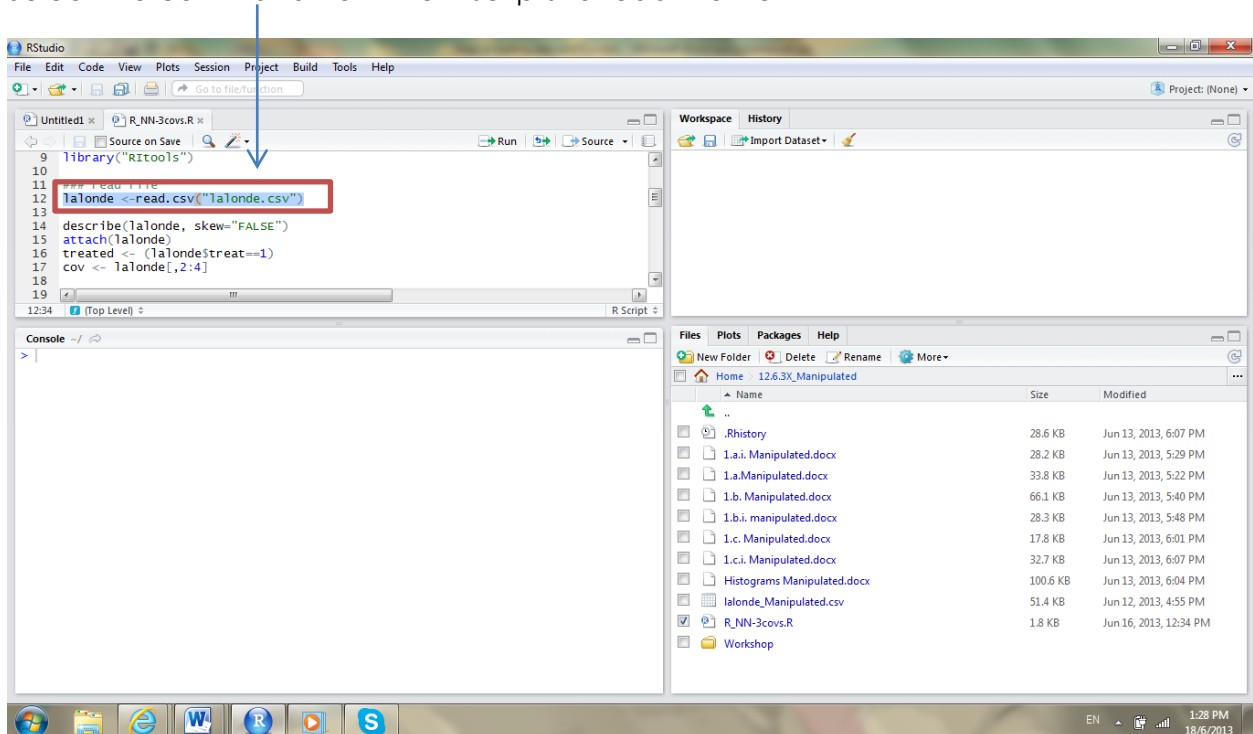 RStudio
File Edit Code View Plots Session Project Build Tools Help
Go to file/function
Project: (None)
Untitled1 × R_NN-3covs.R ×
Source on Save Run Source
9 library("RItools")
10
11 ### read file
12 lalonde <-read.csv("lalonde.csv")
13
14 describe(lalonde, skew="FALSE")
15 attach(lalonde)
16 treated <- (lalonde$treat==1)
17 cov <- lalonde[,2:4]
18
19
12:34 (Top Level) R Script
Console ~/
>
Workspace History
Import Dataset
Files Plots Packages Help
New Folder Delete Rename More
Home 12.6.3X_Manipulated
Name Size Modified
..
.Rhistory 28.6 KB Jun 13, 2013, 6:07 PM
1.a.i. Manipulated.docx 28.2 KB Jun 13, 2013, 5:29 PM
1.a.Manipulated.docx 33.8 KB Jun 13, 2013, 5:22 PM
1.b. Manipulated.docx 66.1 KB Jun 13, 2013, 5:40 PM
1.b.i. manipulated.docx 28.3 KB Jun 13, 2013, 5:48 PM
1.c. Manipulated.docx 17.8 KB Jun 13, 2013, 6:01 PM
1.c.i. Manipulated.docx 32.7 KB Jun 13, 2013, 6:07 PM
Histograms Manipulated.docx 100.6 KB Jun 13, 2013, 6:04 PM
lalonde_Manipulated.csv 51.4 KB Jun 12, 2013, 4:55 PM
R_NN-3covs.R 1.8 KB Jun 16, 2013, 12:34 PM
Workshop
EN 1:28 PM
18/6/2013